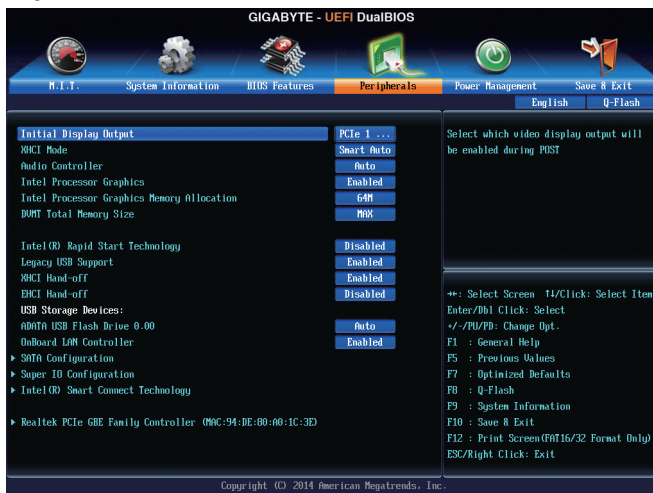 GIGABYTE - UEFI DualBIOS
M.I.T. System Information BIOS Features Peripherals Power Management Save & Exit
English Q-Flash
Initial Display Output PCIe 1 ...
XHCI Mode Smart Auto
Audio Controller Auto
Intel Processor Graphics Enabled
Intel Processor Graphics Memory Allocation 64M
DVMT Total Memory Size MAX
Intel(R) Rapid Start Technology Disabled
Legacy USB Support Enabled
XHCI Hand-off Enabled
EHCI Hand-off Disabled
USB Storage Devices:
ADATA USB Flash Drive 0.00 Auto
OnBoard LAN Controller Enabled
SATA Configuration
Super IO Configuration
Intel(R) Smart Connect Technology
Realtek PCIe GBE Family Controller (MAC:94:DE:80:A0:1C:3E)
Select which video display output will
be enabled during POST
→←: Select Screen ↑↓/Click: Select Item
Enter/Dbl Click: Select
+/-/PU/PD: Change Opt.
F1 : General Help
F5 : Previous Values
F7 : Optimized Defaults
F8 : Q-Flash
F9 : System Information
F10 : Save & Exit
F12 : Print Screen(FAT16/32 Format Only)
ESC/Right Click: Exit
Copyright (C) 2014 American Megatrends, Inc.